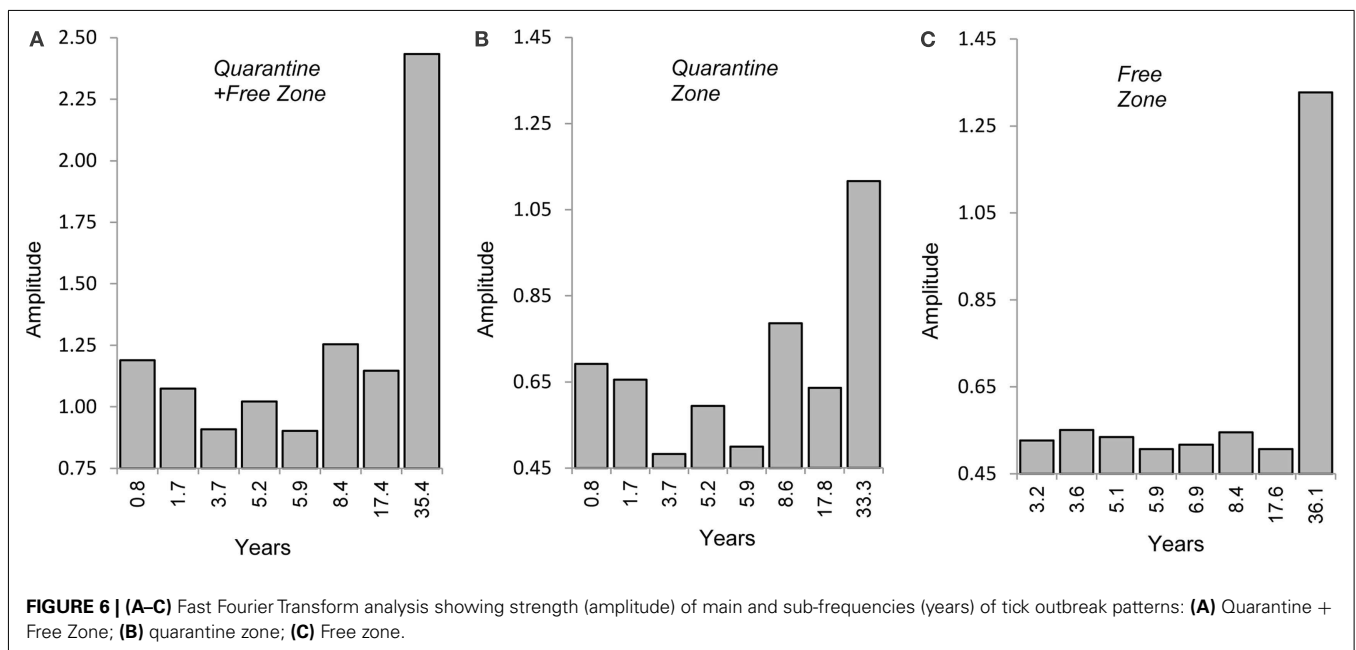 A
Quarantine
+Free Zone
2.50
2.25
2.00
1.75
1.50
1.25
1.00
0.75
Amplitude
0.8 1.7 3.7 5.2 5.9 8.4 17.4 35.4
Years
B
Quarantine
Zone
1.45
1.25
1.05
0.85
0.65
0.45
Amplitude
0.8 1.7 3.7 5.2 5.9 8.6 17.8 33.3
Years
C
Free
Zone
1.45
1.25
1.05
0.85
0.65
0.45
Amplitude
3.2 3.6 5.1 5.9 6.9 8.4 17.6 36.1
Years
FIGURE 6 | (A–C) Fast Fourier Transform analysis showing strength (amplitude) of main and sub-frequencies (years) of tick outbreak patterns: (A) Quarantine +
Free Zone; (B) quarantine zone; (C) Free zone.